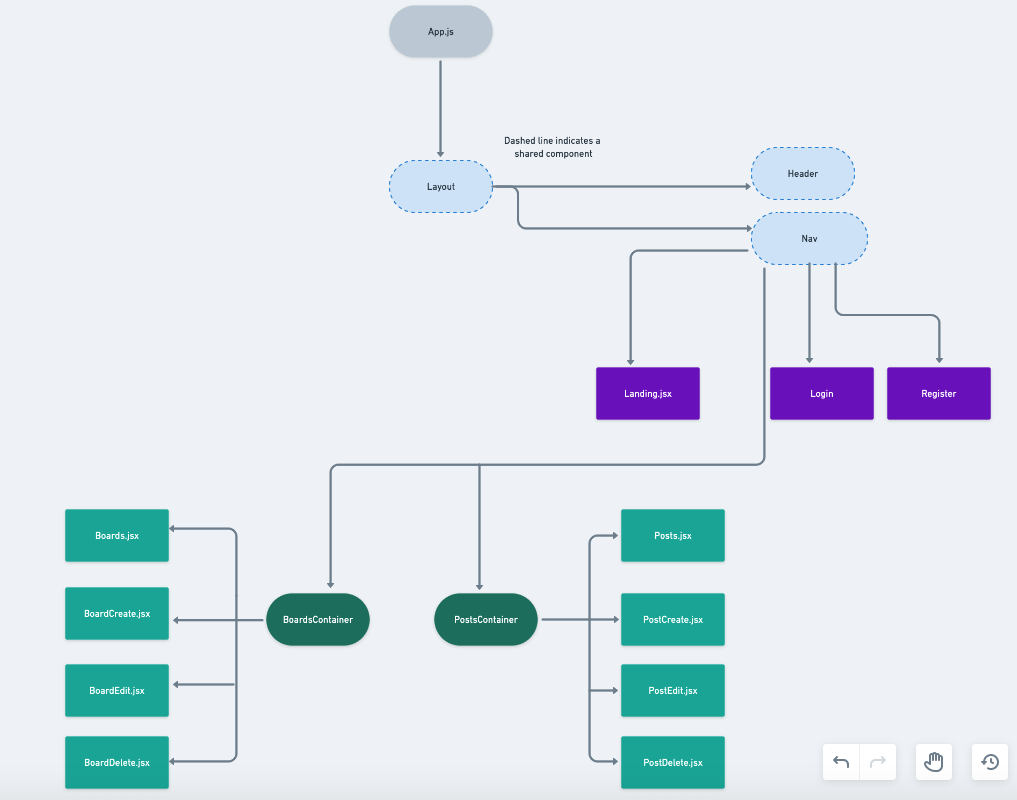 App.js
Dashed line indicates a
shared component
Layout
Header
Nav
Landing.jsx
Login
Register
Boards.jsx
Posts.jsx
BoardCreate.jsx
BoardsContainer
PostsContainer
PostCreate.jsx
BoardEdit.jsx
PostEdit.jsx
BoardDelete.jsx
PostDelete.jsx